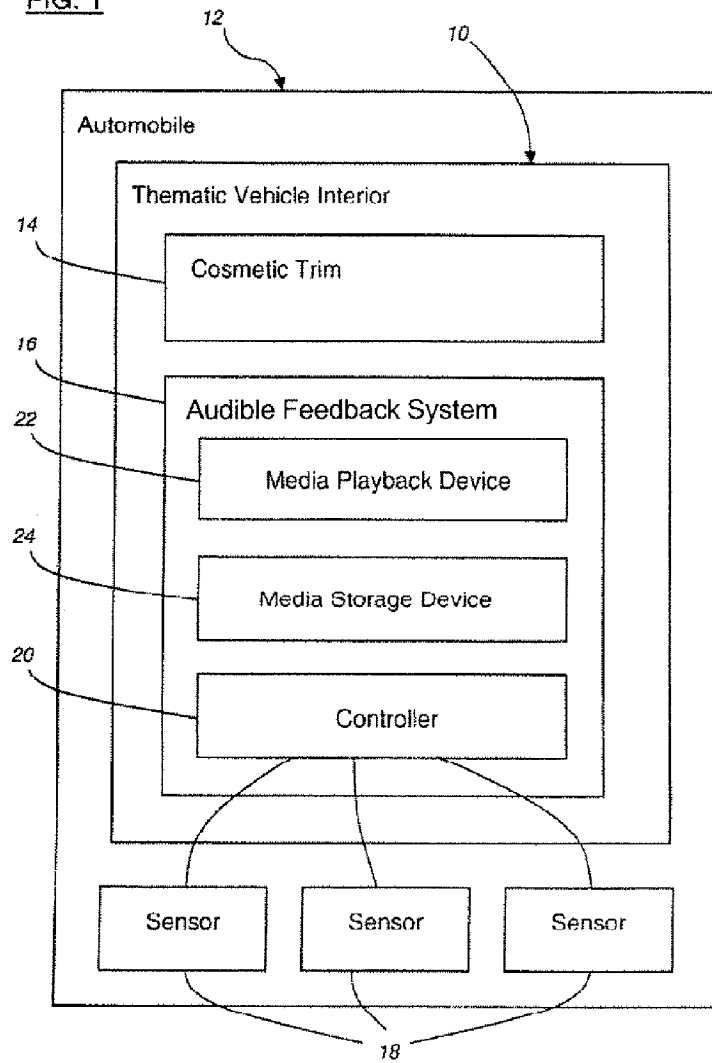 FIG. 1
12
10
Automobile
Thematic Vehicle Interior
14
Cosmetic Trim
16
Audible Feedback System
22
Media Playback Device
24
Media Storage Device
20
Controller
Sensor
Sensor
Sensor
18